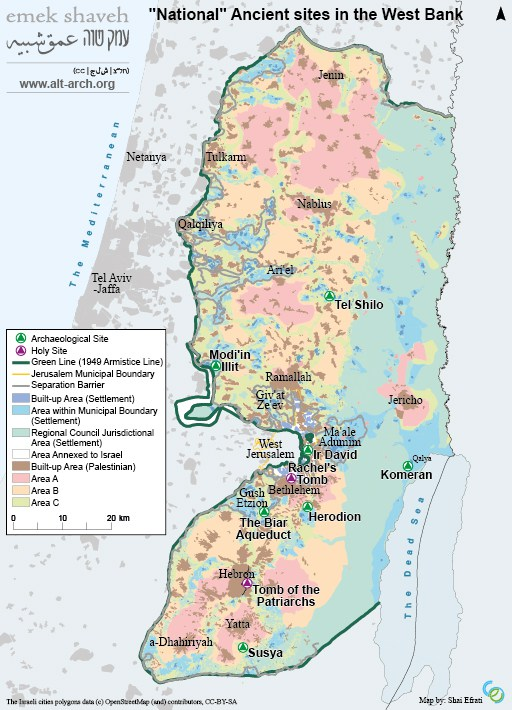 emek shaveh
"National" Ancient sites in the West Bank
עמק שוה عمق شبيه
www.alt-arch.org
Jenin
Netanya
Tulkarm
The Mediterranean
Nablus
Qalqiliya
Ari'el
Tel Aviv
-Jaffa
Tel Shilo
Archaeological Site
Holy Site
Green Line (1949 Armistice Line)
Jerusalem Municipal Boundary
Separation Barrier
Built-up Area (Settlement)
Area within Municipal Boundary
(Settlement)
Regional Council Jurisdictional
Area (Settlement)
Area Annexed to Israel
Built-up Area (Palestinian)
Area A
Area B
Area C
0 10 20 km
Modi'in
Illit
Ramallah
Giv'at
Ze'ev
Jericho
Ma'ale
Adumim
West
Jerusalem
Ir David
Qalya
Komeran
Rachel's
Tomb
Bethlehem
Gush
Etzion
Herodion
The Biar
Aqueduct
The Dead Sea
Hebron
Tomb of the
Patriarchs
Yatta
a-Dhahiriyah
Susya
The Israeli cities polygons data (c) OpenStreetMap (and) contributors, CC-BY-SA
Map by: Shai Efrati